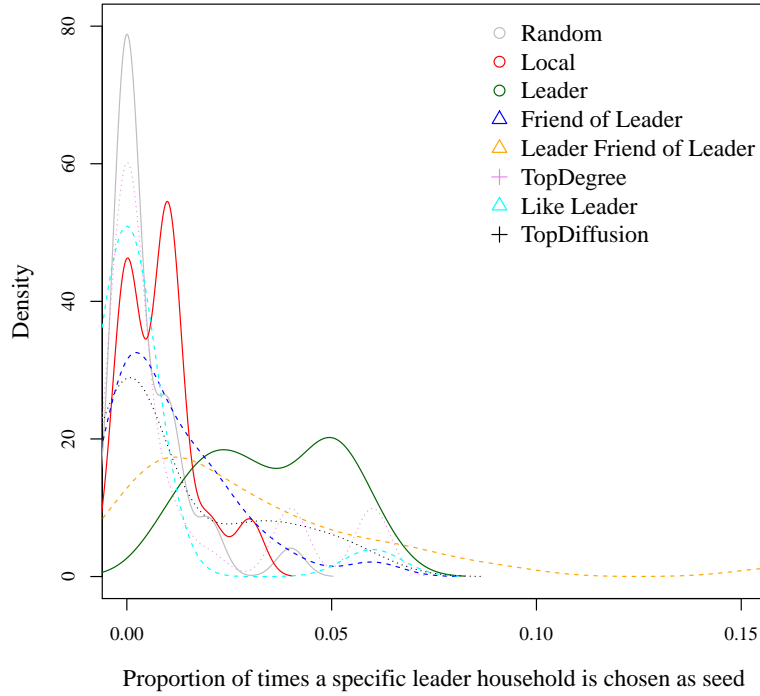 Random
Local
Leader
Friend of Leader
Leader Friend of Leader
TopDegree
Like Leader
TopDiffusion
Density
80
60
40
20
0
0.00 0.05 0.10 0.15
Proportion of times a specific leader household is chosen as seed